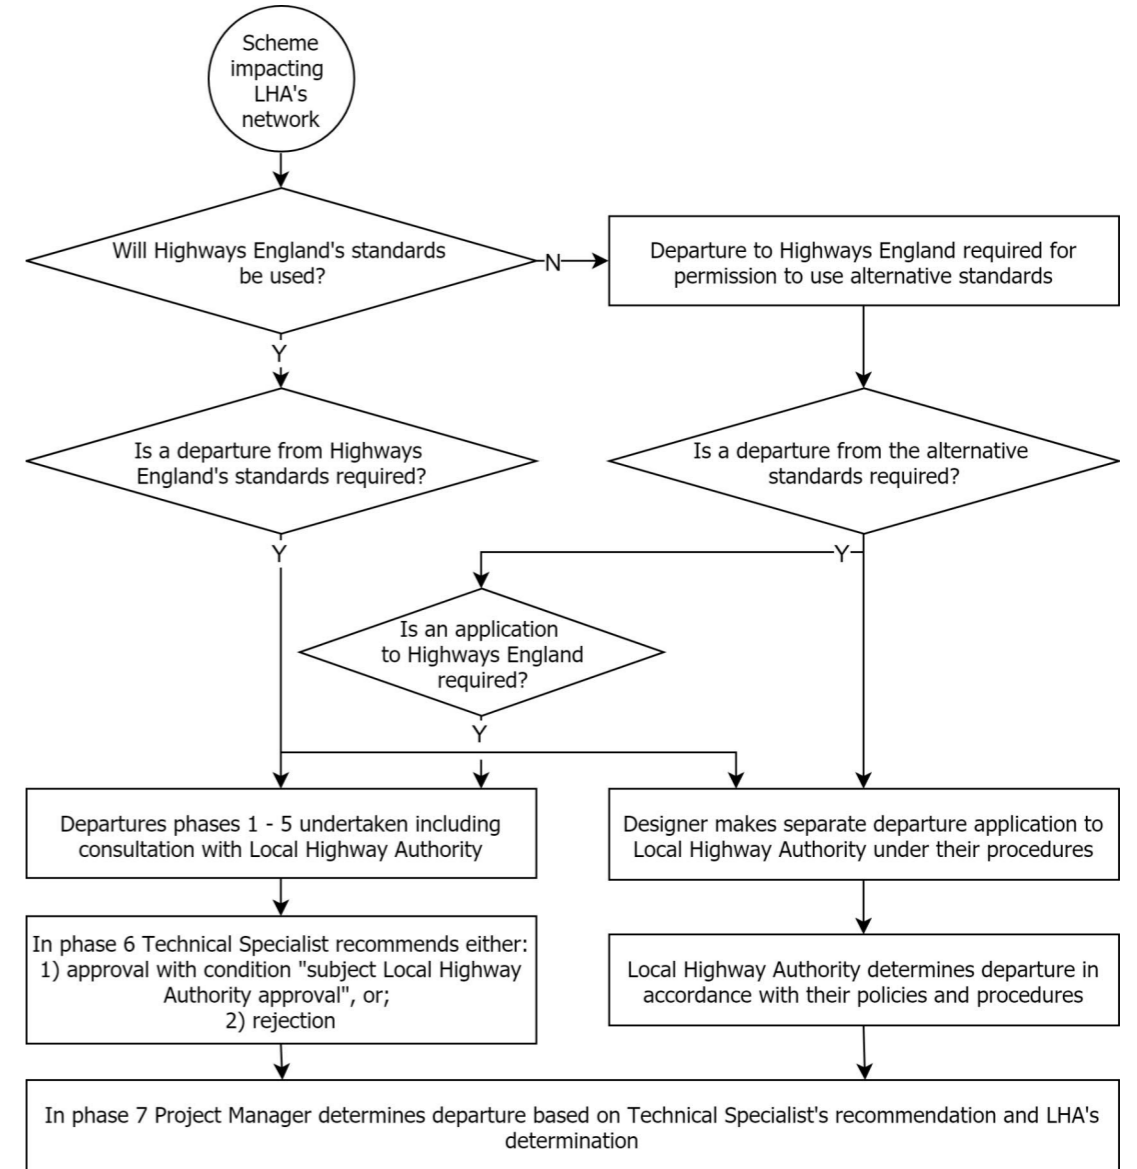 Scheme
impacting
LHA's
network
Will Highways England's standards
be used?
N
Departure to Highways England required for
permission to use alternative standards
Y
Is a departure from Highways
England's standards required?
Is a departure from the alternative
standards required?
Y
Y
Is an application
to Highways England
required?
Y
Departures phases 1 - 5 undertaken including
consultation with Local Highway Authority
Designer makes separate departure application to
Local Highway Authority under their procedures
In phase 6 Technical Specialist recommends either:
1) approval with condition "subject Local Highway
Authority approval", or;
2) rejection
Local Highway Authority determines departure in
accordance with their policies and procedures
In phase 7 Project Manager determines departure based on Technical Specialist's recommendation and LHA's
determination